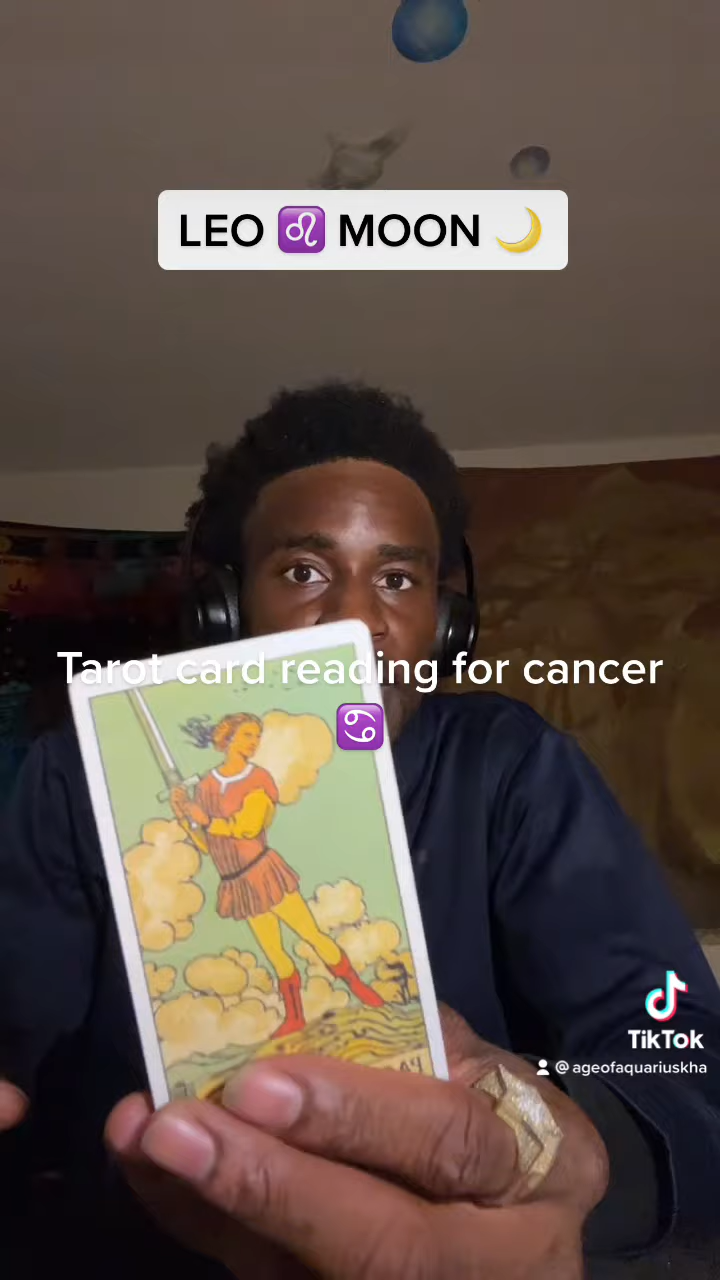 LEO ♌ MOON 🌙
Tarot card reading for cancer
♋
TikTok
@ageofaquariuskha